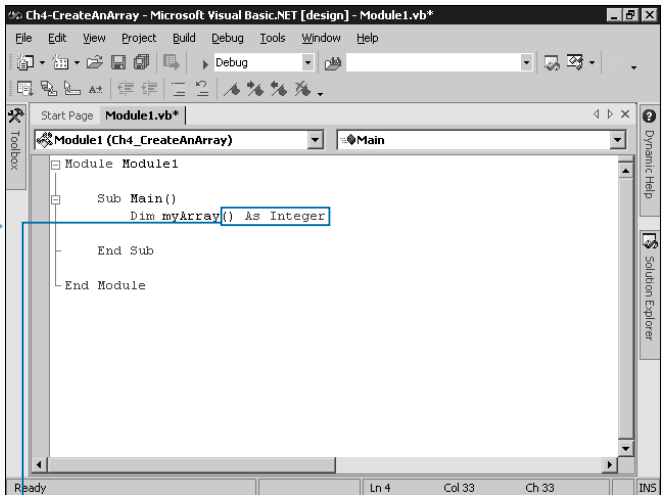 Ch4-CreateAnArray - Microsoft Visual Basic.NET [design] - Module1.vb*
File Edit View Project Build Debug Tools Window Help
Debug
Start Page Module1.vb*
Toolbox
Module1 (Ch4_CreateAnArray) Main
Module Module1
Sub Main()
Dim myArray() As Integer
End Sub
End Module
Dynamic Help
Solution Explorer
Ready Ln 4 Col 33 Ch 33 INS